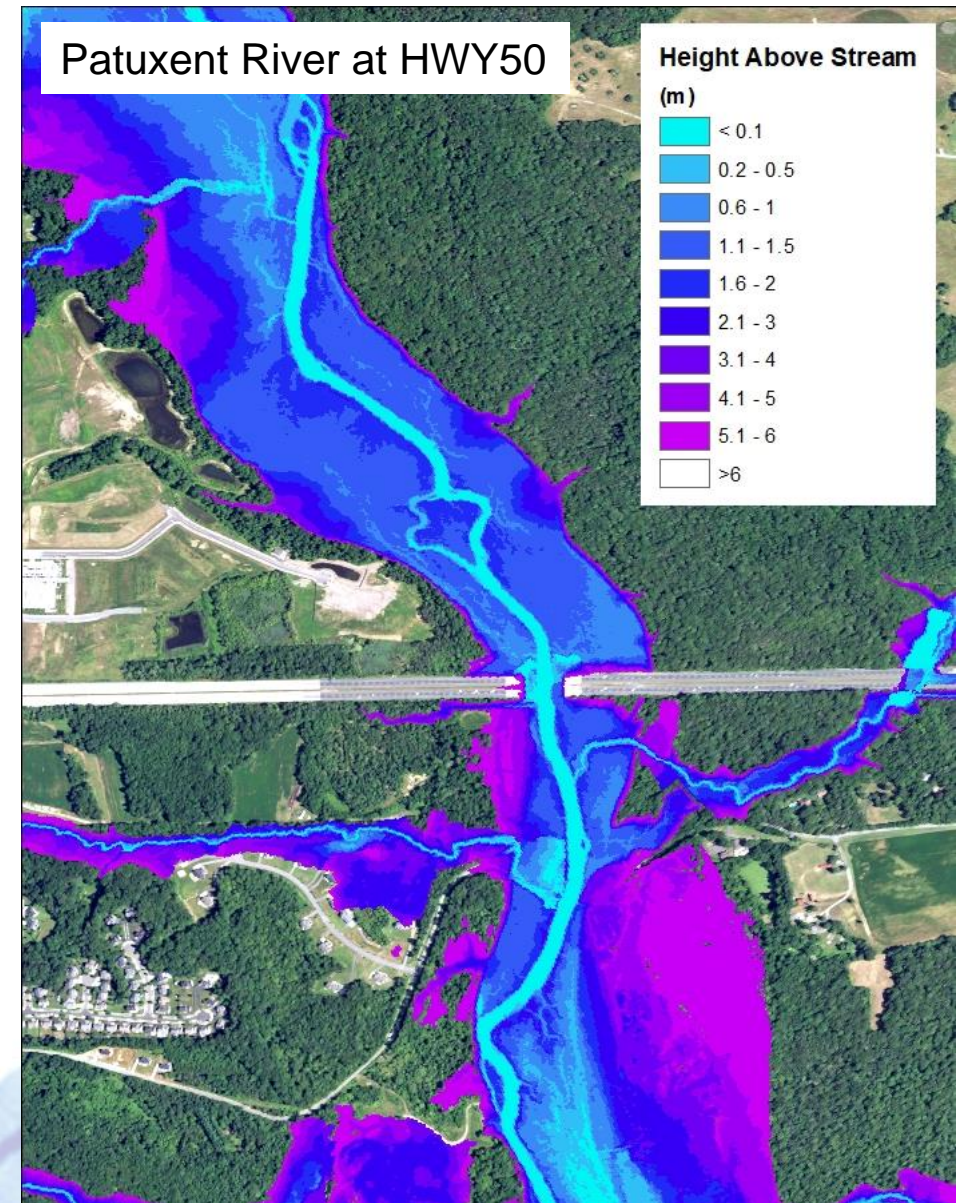 Patuxent River at HWY50
Height Above Stream
(m)
< 0.1
0.2 - 0.5
0.6 - 1
1.1 - 1.5
1.6 - 2
2.1 - 3
3.1 - 4
4.1 - 5
5.1 - 6
>6